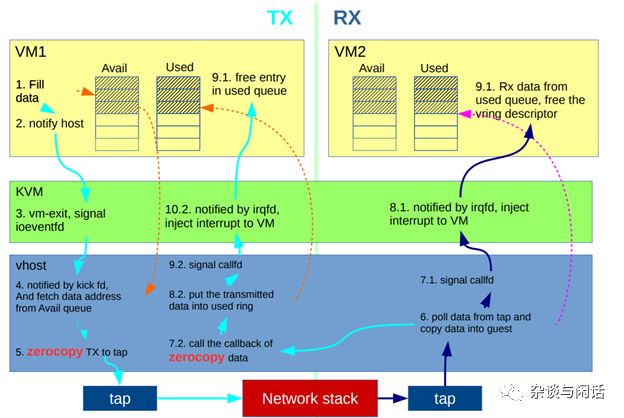 TX
RX
VM1
VM2
Avail
Used
Avail
Used
1. Fill
data
2. notify host
9.1. free entry
in used queue
9.1. Rx data from
used queue, free the
vring descriptor
KVM
3. vm-exit, signal
ioeventfd
10.2. notified by irqfd,
inject interrupt to VM
8.1. notified by irqfd, inject
interrupt to VM
vhost
4. notified by kick fd,
And fetch data address
from Avail queue
5. zerocopy TX to tap
9.2. signal callfd
8.2. put the transmitted
data into used ring
7.2. call the callback of
zerocopy data
7.1. signal callfd
6. poll data from tap and
copy data into guest
tap
Network stack
tap
杂谈与闲话